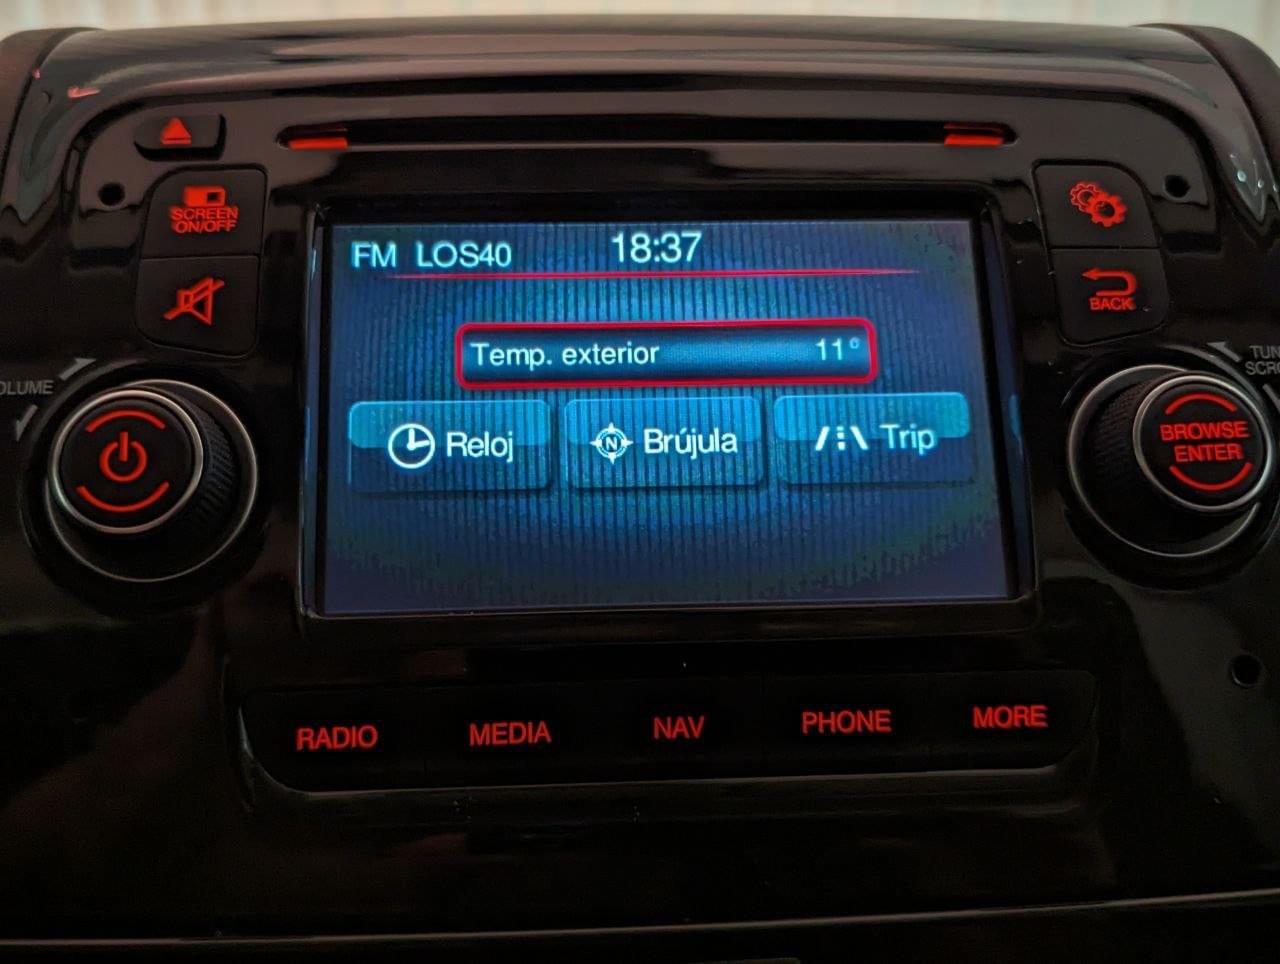 SCREEN
ON/OFF
FM LOS40 18:37
BACK
Temp. exterior 11°
BROWSE
ENTER
Reloj
N
Brújula
Trip
RADIO
MEDIA
NAV
PHONE
MORE